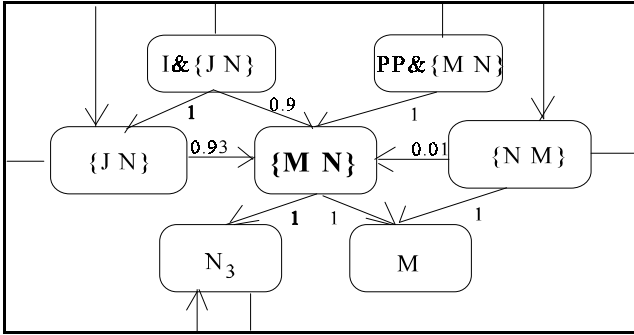 I&{J N} PP&{M N}
1 0.9 1
{J N} 0.93 {M N} 0.01 {N M}
1 1 1
N3 M